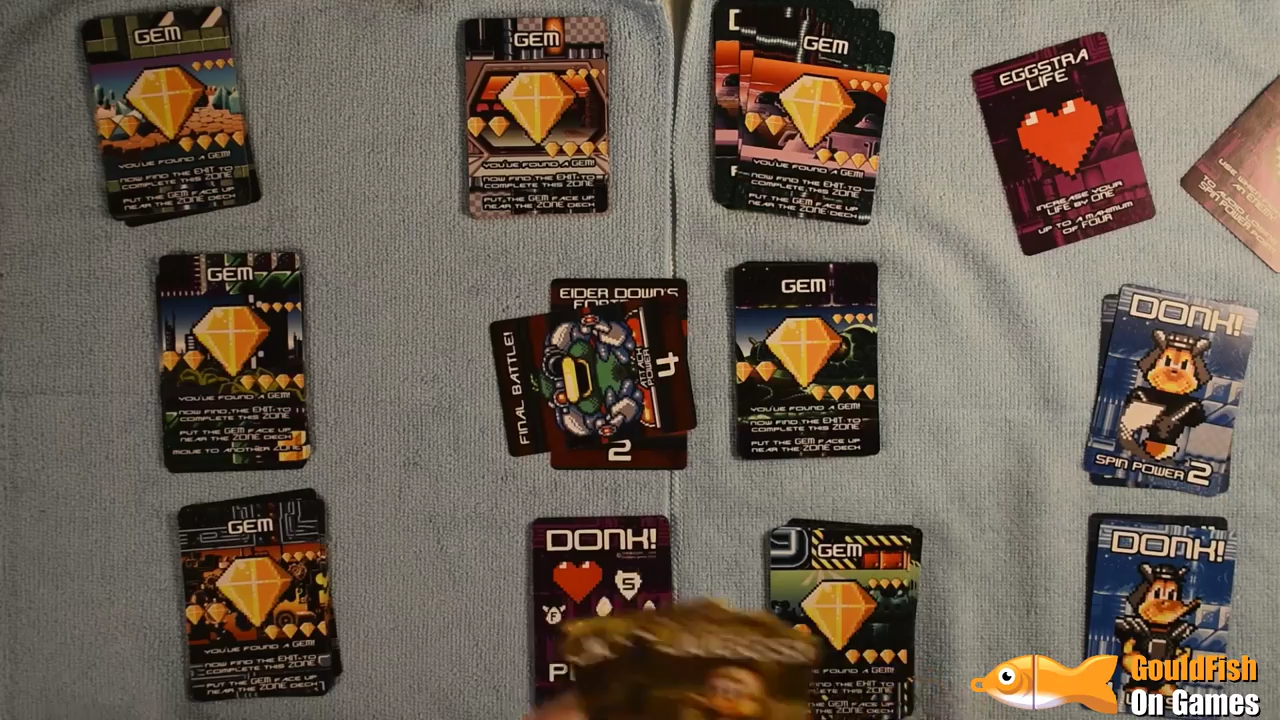 GEM
YOU'VE FOUND A GEM!
NOW FIND THE EXIT TO
COMPLETE THIS ZONE
PUT THE GEM FACE UP
NEAR THE ZONE DECK
GEM
YOU'VE FOUND A GEM!
NOW FIND THE EXIT TO
COMPLETE THIS ZONE
PUT THE GEM FACE UP
NEAR THE ZONE DECK
GEM
YOU'VE FOUND A GEM!
NOW FIND THE EXIT TO
COMPLETE THIS ZONE
PUT THE GEM FACE UP
NEAR THE ZONE DECK
EGGSTRA
LIFE
INCREASE YOUR
LIFE BY ONE
UP TO A MAXIMUM
OF FOUR
GEM
YOU'VE FOUND A GEM!
NOW FIND THE EXIT TO
COMPLETE THIS ZONE
PUT THE GEM FACE UP
NEAR THE ZONE DECK
MOVE TO ANOTHER ZONE
EIDER DOWN'S
FINAL BATTLE!
ATTACK
POWER
4
2
GEM
YOU'VE FOUND A GEM!
NOW FIND THE EXIT TO
COMPLETE THIS ZONE
PUT THE GEM FACE UP
NEAR THE ZONE DECK
DONK!
SPIN POWER 2
GEM
YOU'VE FOUND A GEM!
NOW FIND THE EXIT TO
COMPLETE THIS ZONE
PUT THE GEM FACE UP
NEAR THE ZONE DECK
DONK!
S
F
GEM
FOUND A GEM!
FIND THE EXIT TO
COMPLETE THIS ZONE
GEM FACE UP
ZONE DECK
DONK!
GouldFish
On Games